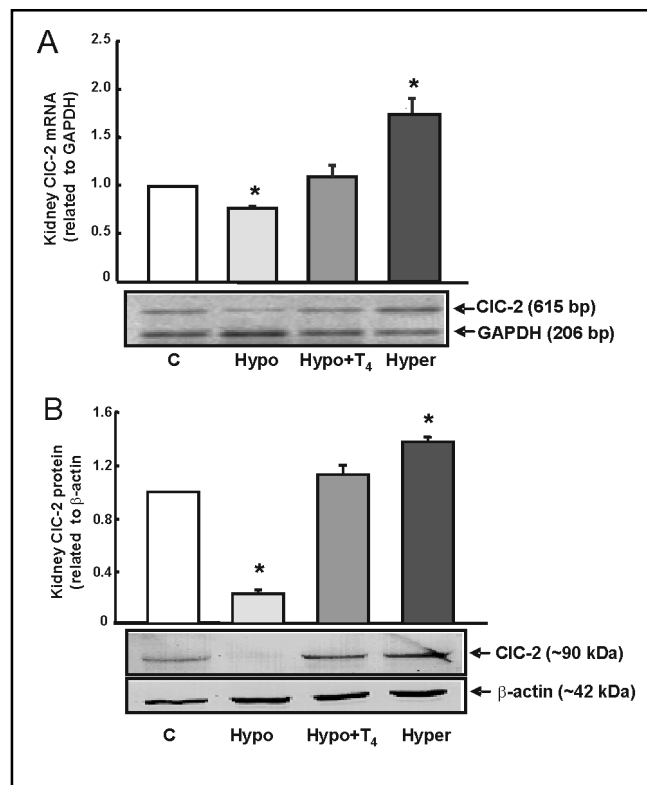 A
Kidney ClC-2 mRNA
(related to GAPDH)
2.5
2.0
1.5
1.0
0.5
0
*
*
ClC-2 (615 bp)
GAPDH (206 bp)
C Hypo Hypo+T4 Hyper
B
Kidney ClC-2 protein
(related to β-actin)
1.6
1.2
0.8
0.4
0
*
*
ClC-2 (~90 kDa)
β-actin (~42 kDa)
C Hypo Hypo+T4 Hyper